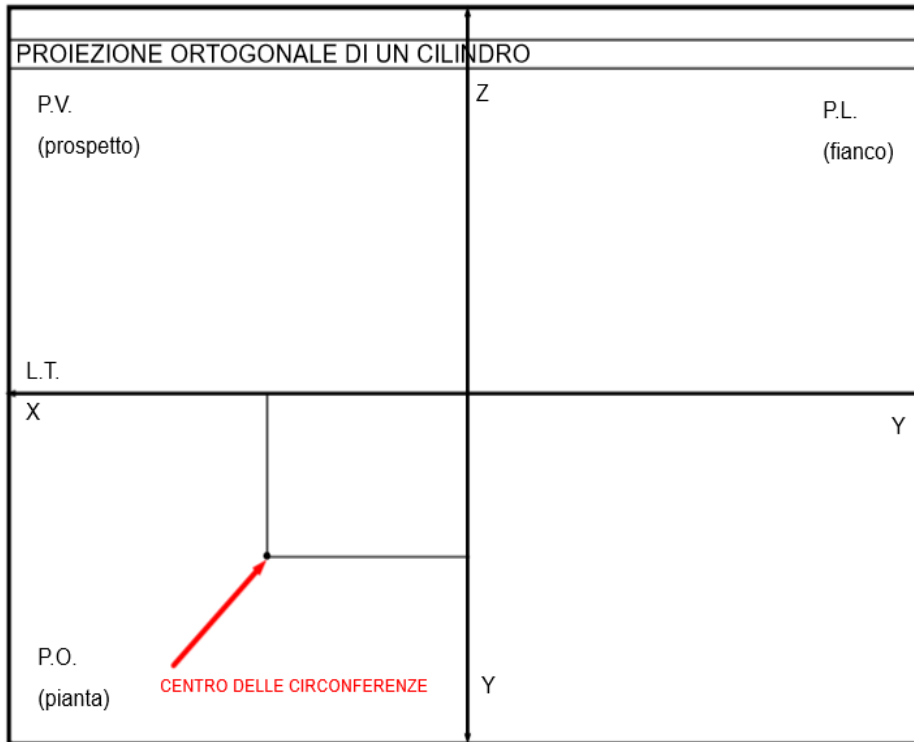 PROIEZIONE ORTOGONALE DI UN CILINDRO
P.V.
(prospetto)
Z
P.L.
(fianco)
L.T.
X
Y
P.O.
(pianta)
CENTRO DELLE CIRCONFERENZE
Y